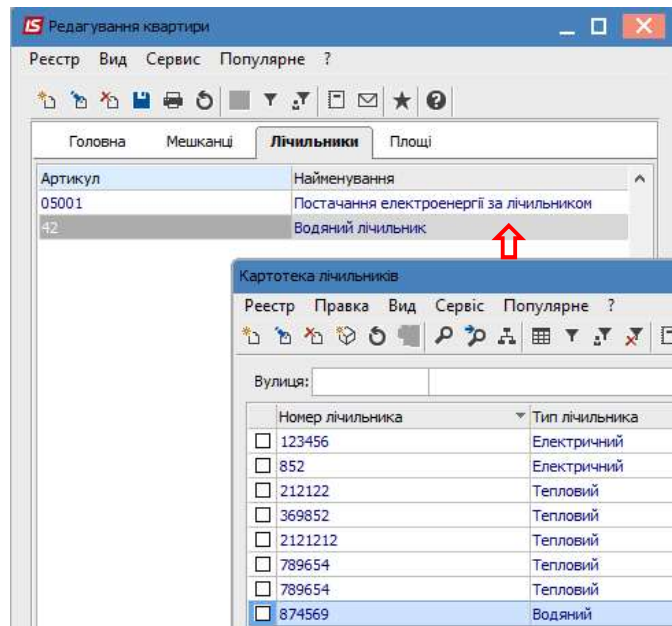 IS Редагування квартири
Реєстр Вид Сервис Популярне ?
Головна Мешканці Лічильники Площі
Артикул Найменування
05001 Постачання електроенергії за лічильником
42 Водяний лічильник
Картотека лічильників
Реєстр Правка Вид Сервіс Популярне ?
Вулиця:
Номер лічильника Тип лічильника
123456 Електричний
852 Електричний
212122 Тепловий
369852 Тепловий
2121212 Тепловий
789654 Тепловий
789654 Тепловий
874569 Водяний